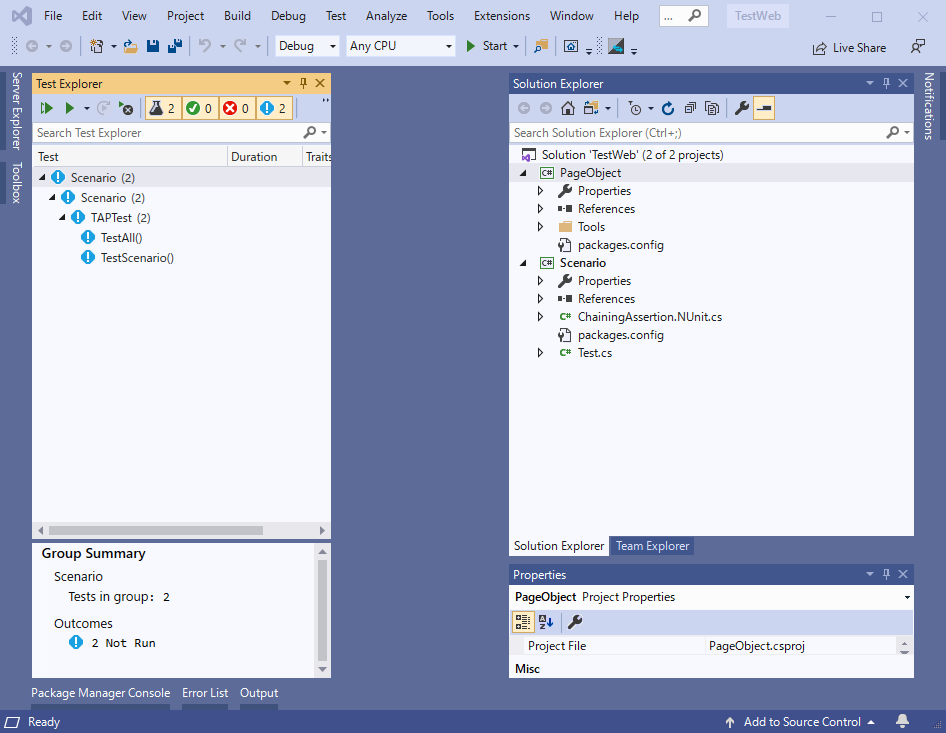 File Edit View Project Build Debug Test Analyze Tools Extensions Window Help ... TestWeb
Debug Any CPU Start Live Share
Server Explorer
Toolbox
Test Explorer
2 0 0 2
Search Test Explorer
Test Duration Traits
Scenario (2)
Scenario (2)
TAPTest (2)
TestAll()
TestScenario()
Group Summary
Scenario
Tests in group: 2
Outcomes
2 Not Run
Solution Explorer
Search Solution Explorer (Ctrl+;)
Solution 'TestWeb' (2 of 2 projects)
C# PageObject
Properties
References
Tools
packages.config
C# Scenario
Properties
References
C# ChainingAssertion.NUnit.cs
packages.config
C# Test.cs
Solution Explorer Team Explorer
Properties
PageObject Project Properties
Project File PageObject.csproj
Misc
Notifications
Package Manager Console Error List Output
Ready Add to Source Control